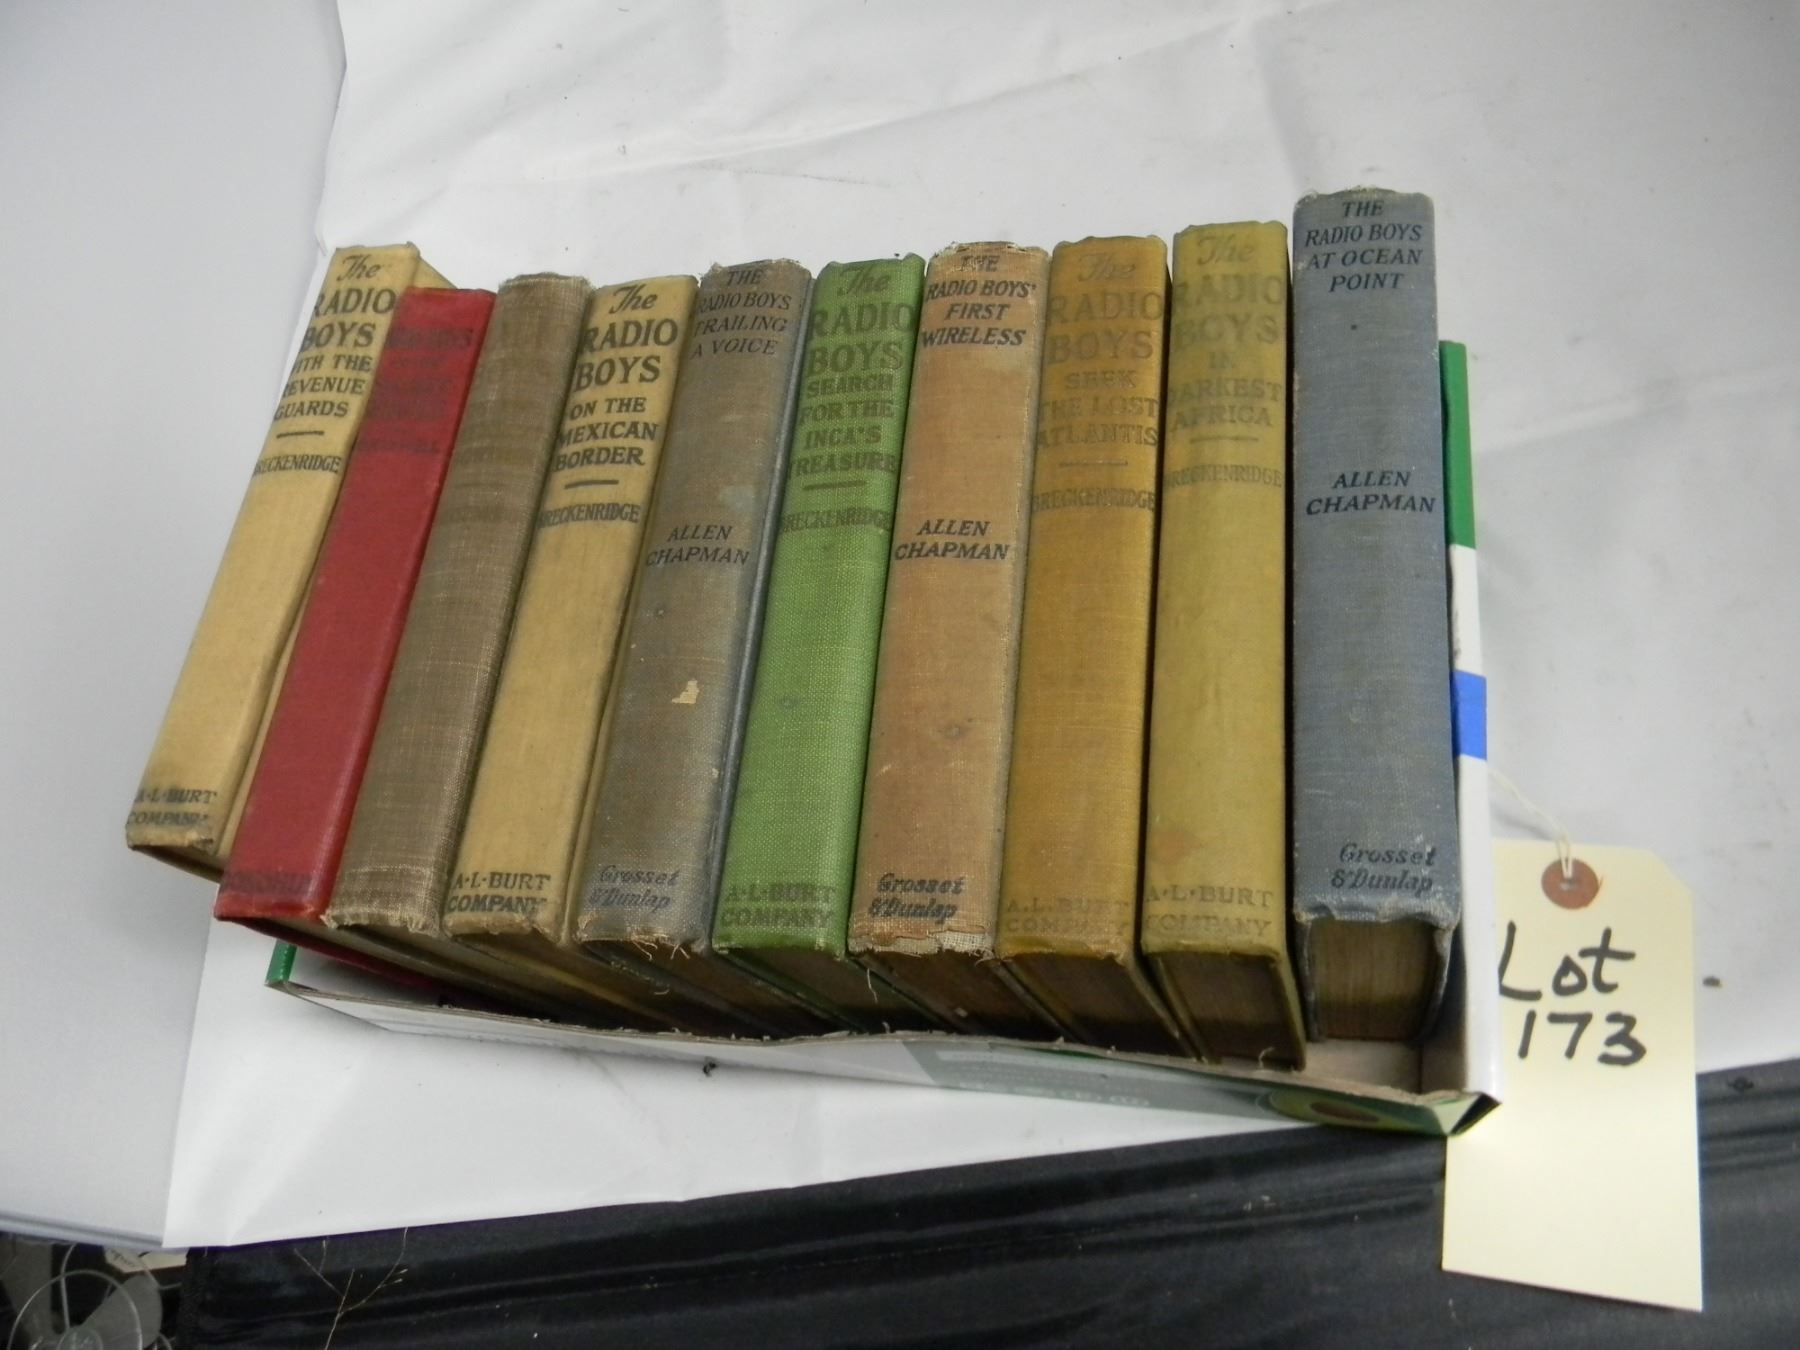 The
RADIO
BOYS
WITH THE
REVENUE
GUARDS
BRECKENRIDGE
A·L·BURT
COMPANY
The
RADIO
BOYS
ON THE
MEXICAN
BORDER
BRECKENRIDGE
A·L·BURT
COMPANY
THE
RADIO BOYS
TRAILING
A VOICE
ALLEN
CHAPMAN
Grosset
& Dunlap
The
RADIO
BOYS
SEARCH
FOR THE
INCA'S
TREASURE
BRECKENRIDGE
A·L·BURT
COMPANY
THE
RADIO BOYS'
FIRST
WIRELESS
ALLEN
CHAPMAN
Grosset
& Dunlap
The
RADIO
BOYS
SEEK
THE LOST
ATLANTIS
BRECKENRIDGE
A.L.BURT
COMPANY
The
RADIO
BOYS
IN
DARKEST
AFRICA
BRECKENRIDGE
A·L·BURT
COMPANY
THE
RADIO BOYS
AT OCEAN
POINT
ALLEN
CHAPMAN
Grosset
& Dunlap
Lot
173